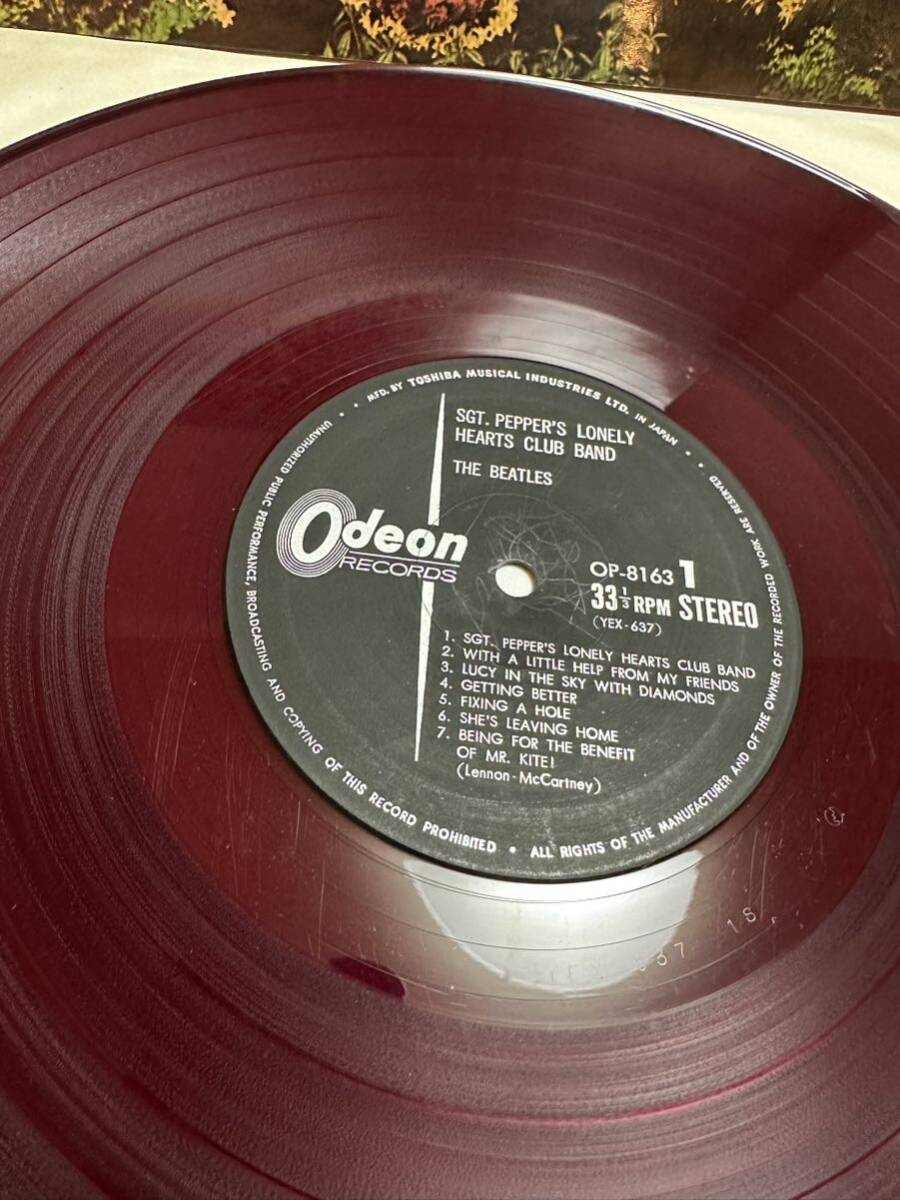 MFD. BY TOSHIBA MUSICAL INDUSTRIES LTD. IN JAPAN
SGT. PEPPER'S LONELY
HEARTS CLUB BAND
THE BEATLES
Odeon
RECORDS
OP-8163 1
33 1/3 RPM STEREO
(YEX-637)
1. SGT. PEPPER'S LONELY HEARTS CLUB BAND
2. WITH A LITTLE HELP FROM MY FRIENDS
3. LUCY IN THE SKY WITH DIAMONDS
4. GETTING BETTER
5. FIXING A HOLE
6. SHE'S LEAVING HOME
7. BEING FOR THE BENEFIT
OF MR. KITE!
(Lennon-McCartney)
UNAUTHORIZED PUBLIC PERFORMANCE, BROADCASTING AND COPYING OF THIS RECORD PROHIBITED • ALL RIGHTS OF THE MANUFACTURER AND OF THE OWNER OF THE RECORDED WORK ARE RESERVED